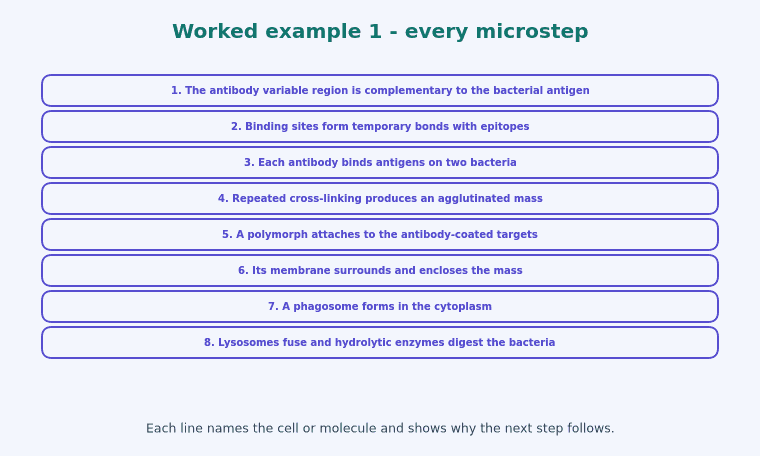 Worked example 1 - every microstep
1. The antibody variable region is complementary to the bacterial antigen
2. Binding sites form temporary bonds with epitopes
3. Each antibody binds antigens on two bacteria
4. Repeated cross-linking produces an agglutinated mass
5. A polymorph attaches to the antibody-coated targets
6. Its membrane surrounds and encloses the mass
7. A phagosome forms in the cytoplasm
8. Lysosomes fuse and hydrolytic enzymes digest the bacteria
Each line names the cell or molecule and shows why the next step follows.